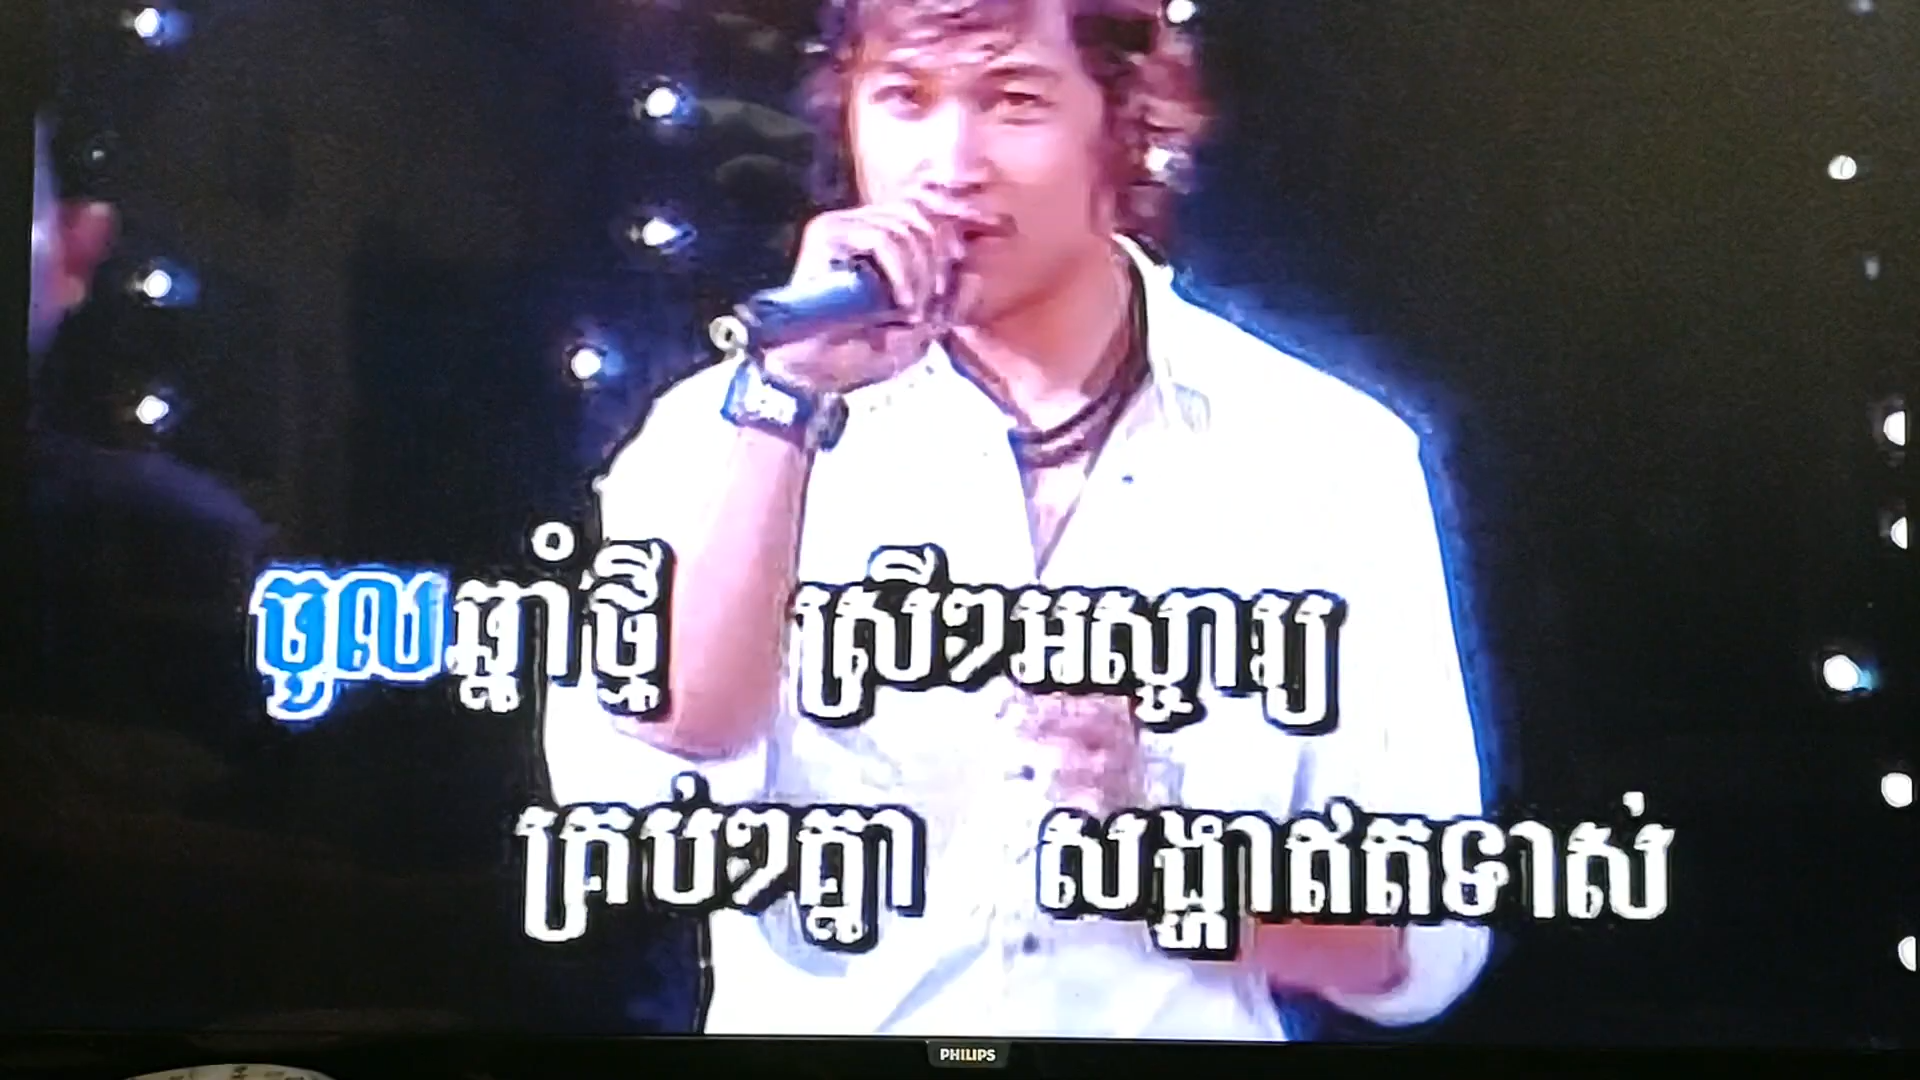 ចូលឆ្នាំថ្មី ស្រីៗអស្ចារ្យ
គ្រប់ៗគ្នា សង្ហាឥតទាស់
PHILIPS